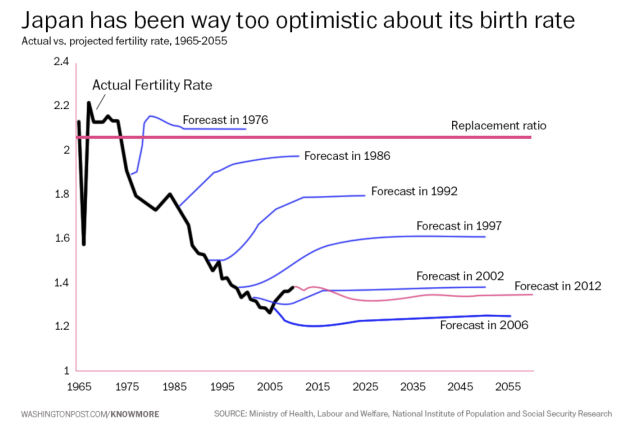 Japan has been way too optimistic about its birth rate
Actual vs. projected fertility rate, 1965-2055
2.4
Actual Fertility Rate
2.2
Forecast in 1976
Replacement ratio
2
Forecast in 1986
Forecast in 1992
1.8
Forecast in 1997
1.6
Forecast in 2002
1.4
Forecast in 2012
1.2
Forecast in 2006
1
1965 1975 1985 1995 2005 2015 2025 2035 2045 2055
WASHINGTONPOST.COM/KNOWMORE
SOURCE: Ministry of Health, Labour and Welfare, National Institute of Population and Social Security Research